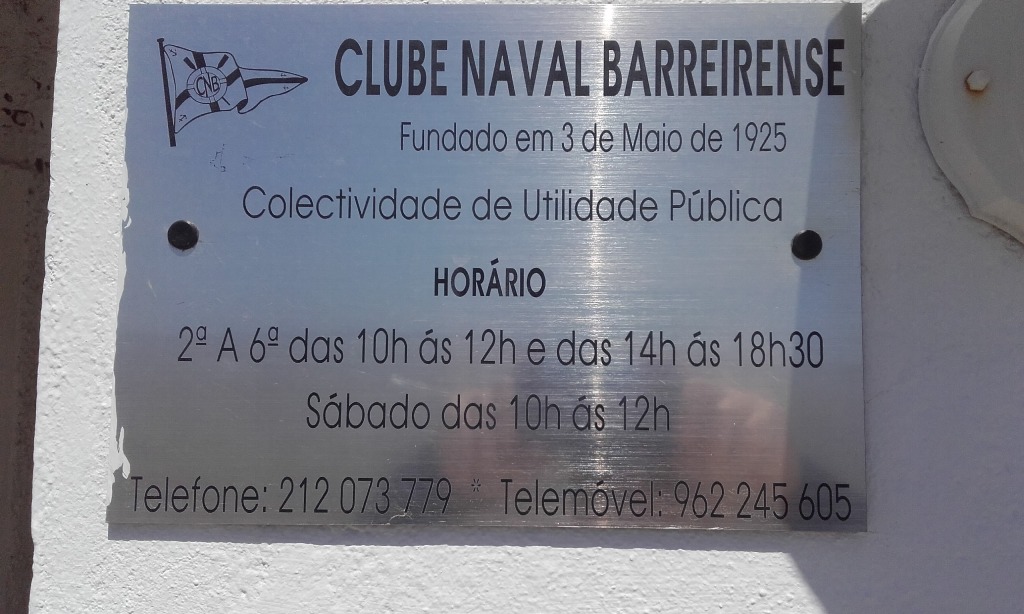 CNB
CLUBE NAVAL BARREIRENSE
Fundado em 3 de Maio de 1925
Colectividade de Utilidade Pública
HORÁRIO
2ª A 6ª das 10h ás 12h e das 14h ás 18h30
Sábado das 10h ás 12h
Telefone: 212 073 779 * Telemóvel: 962 245 605